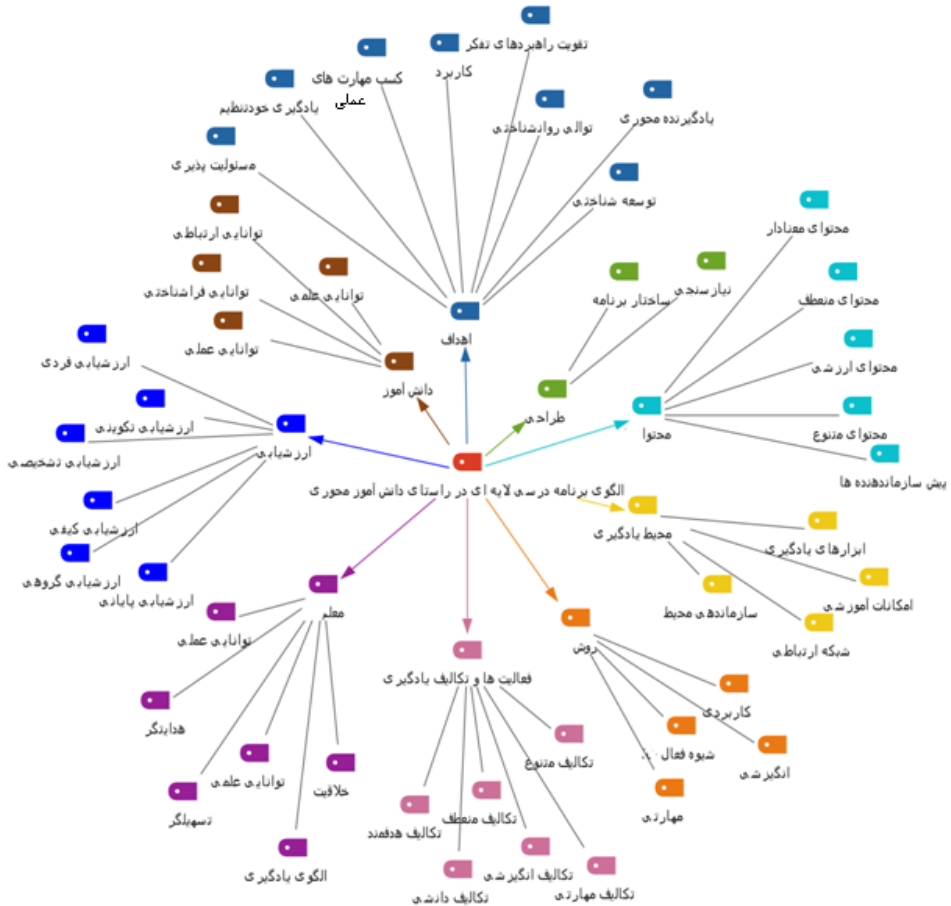 تقویت راهبردهای تفکر
کاربرد
کسب مهارت های
عملی
یادگیری خودتنظیم
توالی روانشناختی
یادگیرنده محوری
مسئولیت پذیری
توسعه شناختی
اهداف
توانایی ارتباطی
توانایی فراشناختی
توانایی علمی
توانایی عملی
دانش آموز
نیازسنجی
ساختار برنامه
طراحی
محتوای معنادار
محتوای منعطف
محتوای ارزشی
محتوای متنوع
پیش سازماندهنده ها
محتوا
ارزشیابی فردی
ارزشیابی تکوینی
ارزشیابی تشخیصی
ارزشیابی کیفی
ارزشیابی گروهی
ارزشیابی پایانی
ارزشیابی
الگوی برنامه درسی لایه ای در راستای دانش آموز محوری
محیط یادگیری
ابزارهای یادگیری
امکانات آموزشی
سازماندهی محیط
شبکه ارتباطی
معلم
توانایی عملی
هدایتگر
توانایی علمی
خلاقیت
تسهیلگر
الگوی یادگیری
فعالیت ها و تکالیف یادگیری
تکالیف متنوع
تکالیف منعطف
تکالیف هدفمند
تکالیف انگیزشی
تکالیف مهارتی
تکالیف دانشی
روش
کاربردی
شیوه فعال
انگیزشی
مهارتی